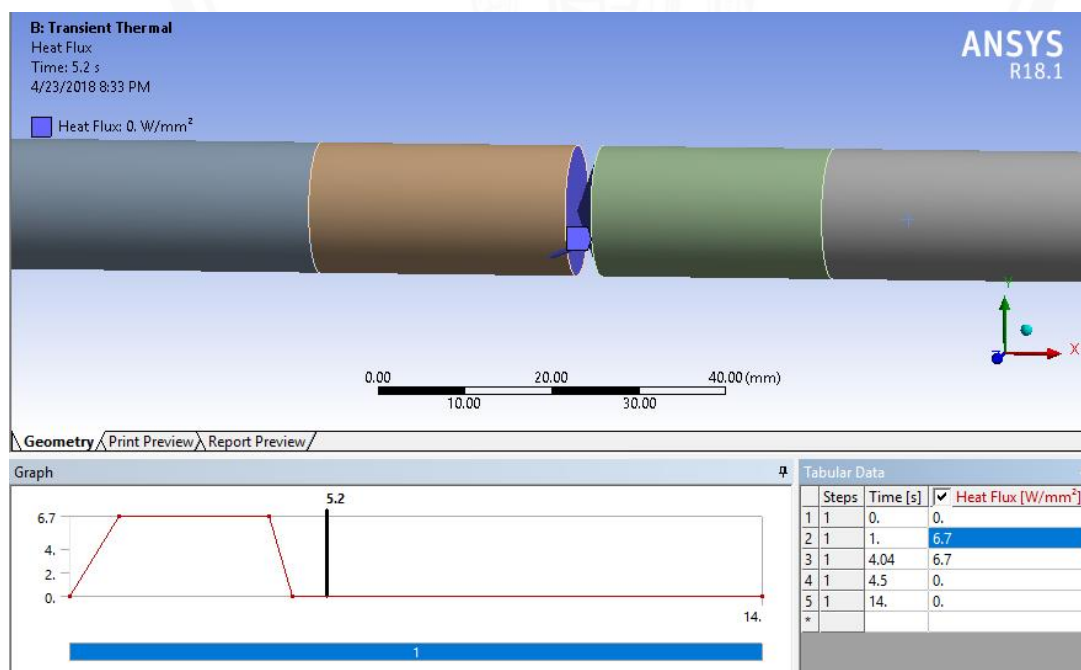 B: Transient Thermal
Heat Flux
Time: 5.2 s
4/23/2018 8:33 PM
Heat Flux: 0. W/mm²
ANSYS
R18.1
Y
X
Z
0.00 20.00 40.00 (mm)
10.00 30.00
Geometry Print Preview Report Preview
Graph
5.2
6.7
4.
2.
0.
14.
1
Tabular Data
Steps Time [s] Heat Flux [W/mm²]
1 1 0. 0.
2 1 1. 6.7
3 1 4.04 6.7
4 1 4.5 0.
5 1 14. 0.
*